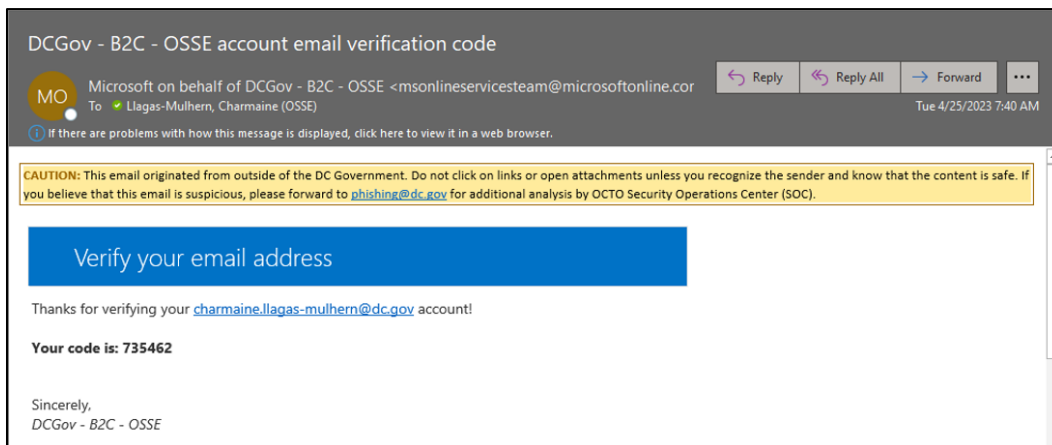 DCGov - B2C - OSSE account email verification code
MO
Microsoft on behalf of DCGov - B2C - OSSE <msonlineservicesteam@microsoftonline.cor
To Llagas-Mulhern, Charmaine (OSSE)
Reply
Reply All
Forward
...
Tue 4/25/2023 7:40 AM
If there are problems with how this message is displayed, click here to view it in a web browser.
CAUTION: This email originated from outside of the DC Government. Do not click on links or open attachments unless you recognize the sender and know that the content is safe. If
you believe that this email is suspicious, please forward to phishing@dc.gov for additional analysis by OCTO Security Operations Center (SOC).
Verify your email address
Thanks for verifying your charmaine.llagas-mulhern@dc.gov account!
Your code is: 735462
Sincerely,
DCGov - B2C - OSSE